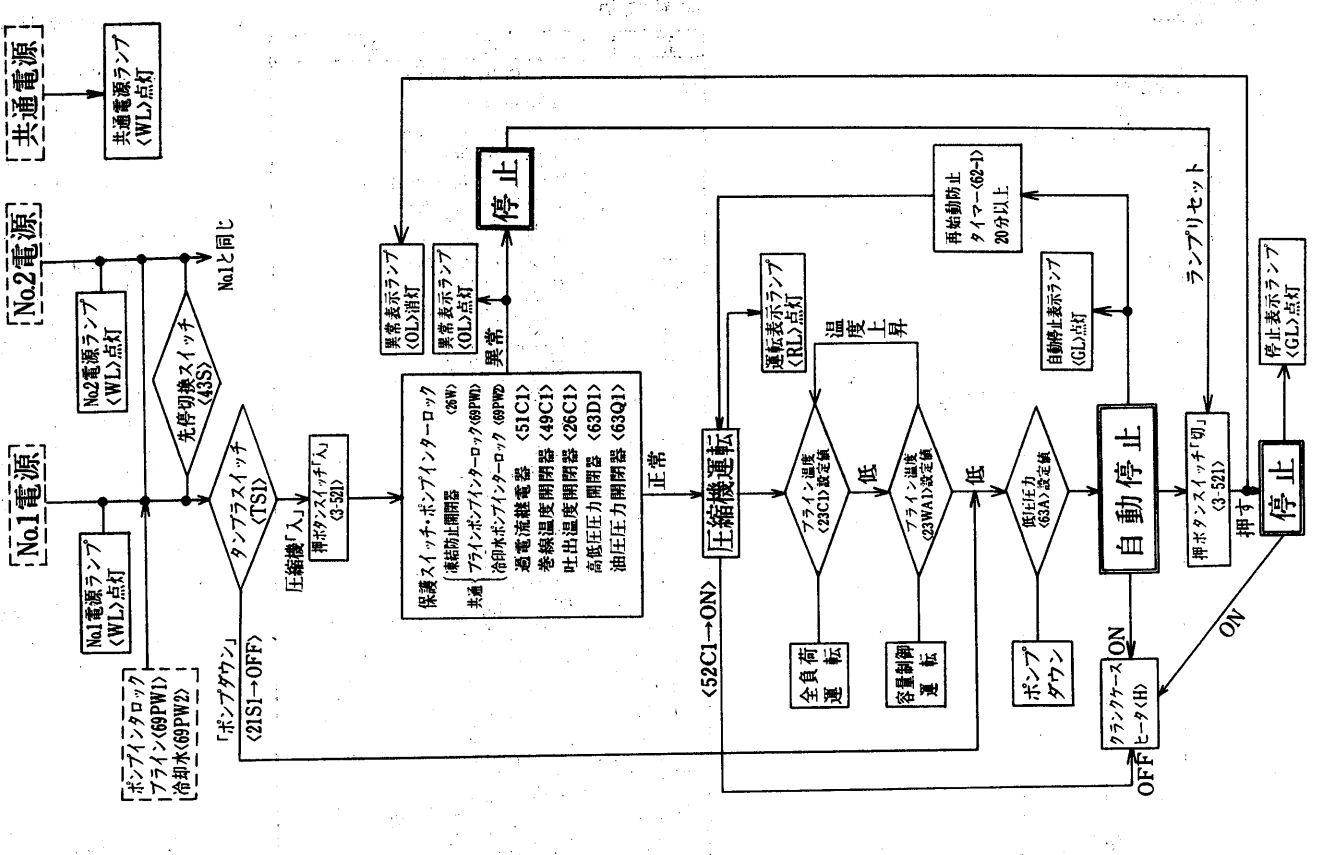 No.1電源
No.2電源
共通電源
No.1電源ランプ
<WL>点灯
No.2電源ランプ
<WL>点灯
共通電源ランプ
<WL>点灯
ポンプインタロック
ブライン<69PW1>
冷却水<69PW2>
先停切換スイッチ
<43S>
No.1と同じ
タンブラスイッチ
<TS1>
「ポンプダウン」
<21S1→OFF>
圧縮機「入」
押ボタンスイッチ「入」
<3-521>
保護スイッチ・ポンプインターロック
共通
凍結防止開閉器 <26W>
ブラインポンプインターロック<69PW1>
冷却水ポンプインターロック <69PW2>
過電流継電器 <51C1>
巻線温度開閉器 <49C1>
吐出温度開閉器 <26C1>
高低圧圧力開閉器 <63D1>
油圧圧力開閉器 <63Q1>
異常
異常表示ランプ
<OL>消灯
異常表示ランプ
<OL>点灯
停止
正常
圧縮機運転
<52C1→ON>
運転表示ランプ
<RL>点灯
ブライン温度
<23C1>設定値
全負荷
運転
低
温度上昇
ブライン温度
<23WA1>設定値
容量制御
運転
低
低圧圧力
<63A>設定値
ポンプ
ダウン
再始動防止
タイマー<62-1>
20分以上
自動停止表示ランプ
<GL>点灯
自動停止
ON
クランクケース
ヒータ<H>
OFF
押ボタンスイッチ「切」
<3-521>
ランプリセット
押す
停止
停止表示ランプ
<GL>点灯
ON